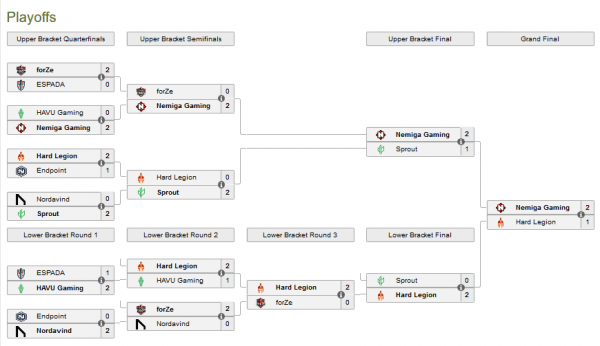 Playoffs
Upper Bracket Quarterfinals
Upper Bracket Semifinals
Upper Bracket Final
Grand Final
forZe 2
ESPADA 0
HAVU Gaming 0
Nemiga Gaming 2
Hard Legion 2
Endpoint 1
Nordavind 0
Sprout 2
forZe 0
Nemiga Gaming 2
Hard Legion 0
Sprout 2
Nemiga Gaming 2
Sprout 1
Nemiga Gaming 2
Hard Legion 1
Lower Bracket Round 1
Lower Bracket Round 2
Lower Bracket Round 3
Lower Bracket Final
ESPADA 1
HAVU Gaming 2
Endpoint 0
Nordavind 2
Hard Legion 2
HAVU Gaming 1
forZe 2
Nordavind 0
Hard Legion 2
forZe 0
Sprout 0
Hard Legion 2